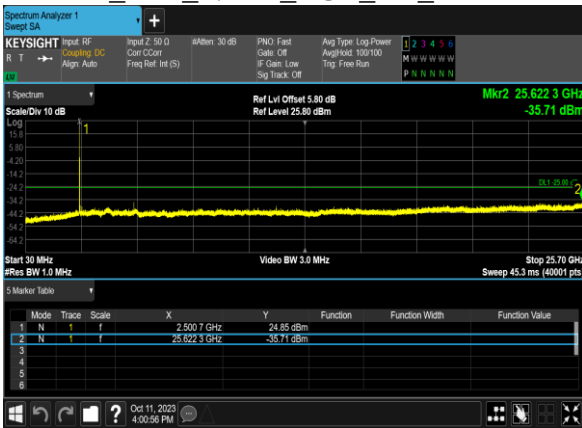 Spectrum Analyzer 1
Swept SA
KEYSIGHT Input: RF Input Z: 50 Ω #Atten: 30 dB PNO: Fast Avg Type: Log-Power 1 2 3 4 5 6
R T Coupling: DC Corr CCorr Gate: Off Avg|Hold: 100/100 M W W W W W
Align: Auto Freq Ref: Int (S) IF Gain: Low Trig: Free Run
LW Sig Track: Off P N N N N N
1 Spectrum Ref Lvl Offset 5.80 dB Mkr2 25.622 3 GHz
Scale/Div 10 dB Ref Level 25.80 dBm -35.71 dBm
Log
15.8
5.80
-4.20
-14.2
-24.2
-34.2
-44.2
-54.2
-64.2
1
DL1 -25.00
2
Start 30 MHz Video BW 3.0 MHz Stop 25.70 GHz
#Res BW 1.0 MHz Sweep 45.3 ms (40001 pts)
5 Marker Table
Mode Trace Scale X Y Function Function Width Function Value
1 N 1 f 2.500 7 GHz 24.85 dBm
2 N 1 f 25.622 3 GHz -35.71 dBm
3
4
5
6
? Oct 11, 2023
4:00:56 PM